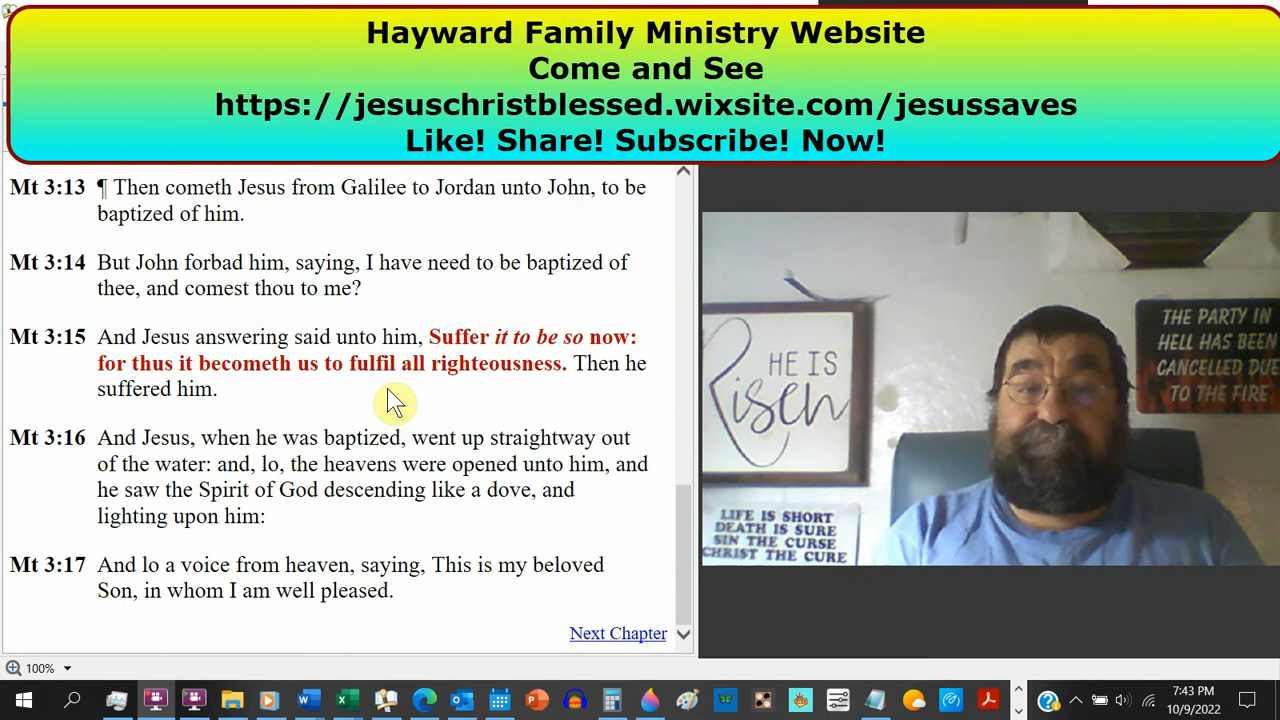 Hayward Family Ministry Website
Come and See
https://jesuschristblessed.wixsite.com/jesussaves
Like! Share! Subscribe! Now!
Mt 3:13 ¶ Then cometh Jesus from Galilee to Jordan unto John, to be
baptized of him.
Mt 3:14 But John forbad him, saying, I have need to be baptized of
thee, and comest thou to me?
Mt 3:15 And Jesus answering said unto him, Suffer it to be so now:
for thus it becometh us to fulfil all righteousness. Then he
suffered him.
Mt 3:16 And Jesus, when he was baptized, went up straightway out
of the water: and, lo, the heavens were opened unto him, and
he saw the Spirit of God descending like a dove, and
lighting upon him:
Mt 3:17 And lo a voice from heaven, saying, This is my beloved
Son, in whom I am well pleased.
Next Chapter
HE IS
Risen
LIFE IS SHORT
DEATH IS SURE
SIN THE CURSE
CHRIST THE CURE
THE PARTY IN
HELL HAS BEEN
CANCELLED DUE
TO THE FIRE
100%
7:43 PM
10/9/2022